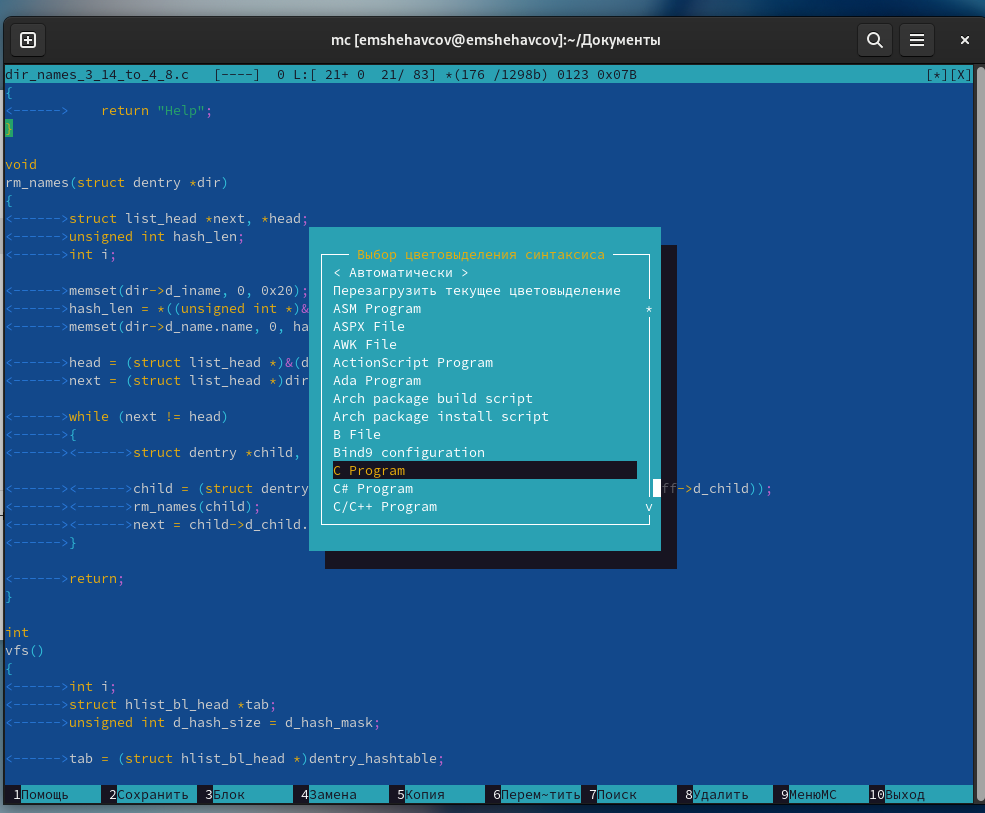 mc [emshehavcov@emshehavcov]:~/Документы
dir_names_3_14_to_4_8.c   [----]  0 L:[ 21+ 0  21/ 83] *(176 /1298b) 0123 0x07B [*][X]
{
<------>    return "Help";
}
void
rm_names(struct dentry *dir)
{
<------>struct list_head *next, *head;
<------>unsigned int hash_len;
<------>int i;
<------>memset(dir->d_iname, 0, 0x20);
<------>hash_len = *((unsigned int *)&
<------>memset(dir->d_name.name, 0, ha
<------>head = (struct list_head *)&(d
<------>next = (struct list_head *)dir
<------>while (next != head)
<------>{
<------><------>struct dentry *child,
<------><------>child = (struct dentry
ff->d_child));
<------><------>rm_names(child);
<------><------>next = child->d_child.
<------>}
<------>return;
}
int
vfs()
{
<------>int i;
<------>struct hlist_bl_head *tab;
<------>unsigned int d_hash_size = d_hash_mask;
<------>tab = (struct hlist_bl_head *)dentry_hashtable;
Выбор цветовыделения синтаксиса
< Автоматически >
Перезагрузить текущее цветовыделение
ASM Program
*
ASPX File
AWK File
ActionScript Program
Ada Program
Arch package build script
Arch package install script
B File
Bind9 configuration
C Program
C# Program
C/C++ Program
v
1Помощь 2Сохранить 3Блок 4Замена 5Копия 6Перем~тить 7Поиск 8Удалить 9МенюMC 10Выход